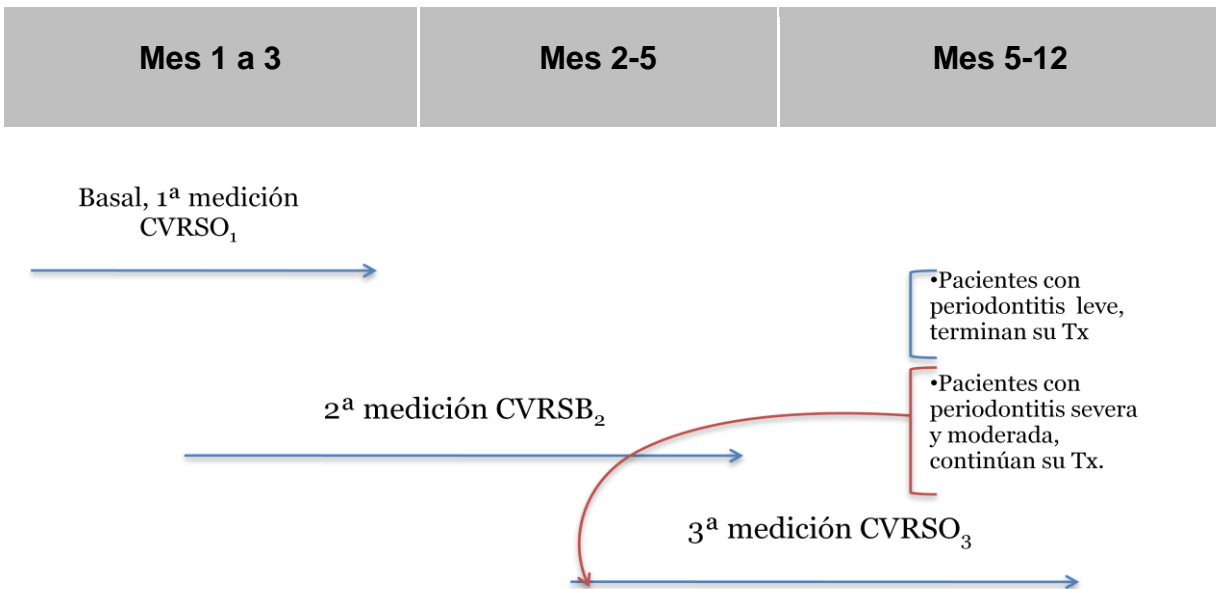 Mes 1 a 3
Mes 2-5
Mes 5-12
Basal, 1ª medición
CVRSO₁
•Pacientes con
periodontitis leve,
terminan su Tx
•Pacientes con
periodontitis severa
y moderada,
continúan su Tx.
2ª medición CVRSB₂
3ª medición CVRSO₃